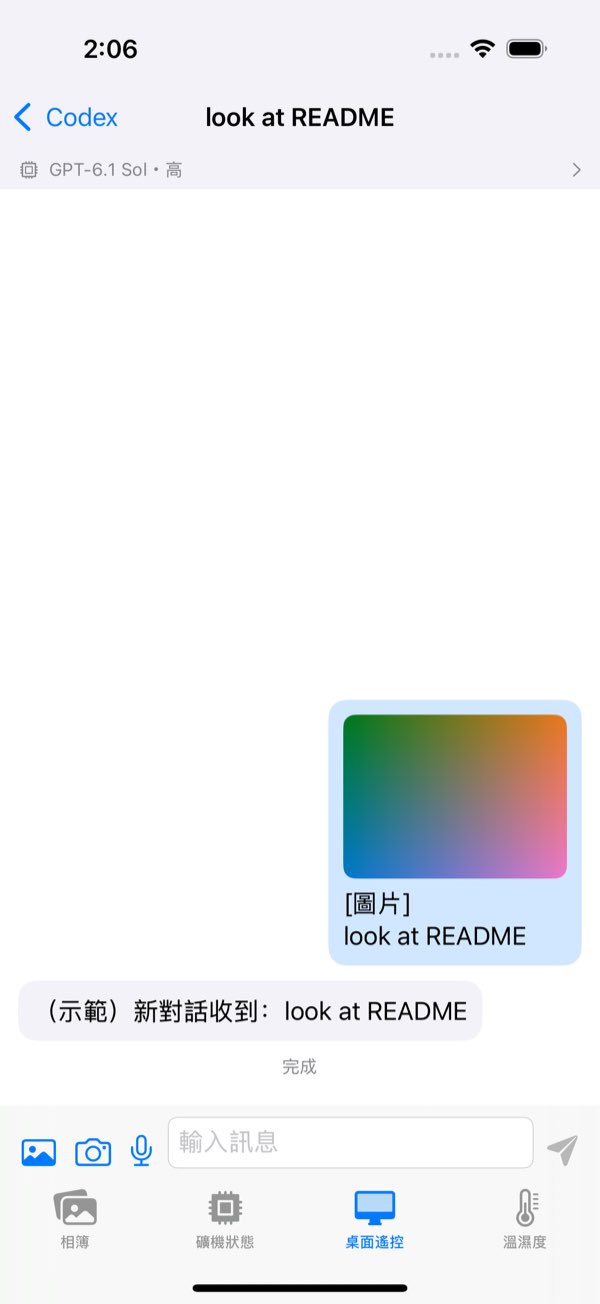 2:06
Codex
look at README
GPT-6.1 Sol・高
[圖片]
look at README
（示範）新對話收到：look at README
完成
輸入訊息
相簿
礦機狀態
桌面遙控
溫濕度